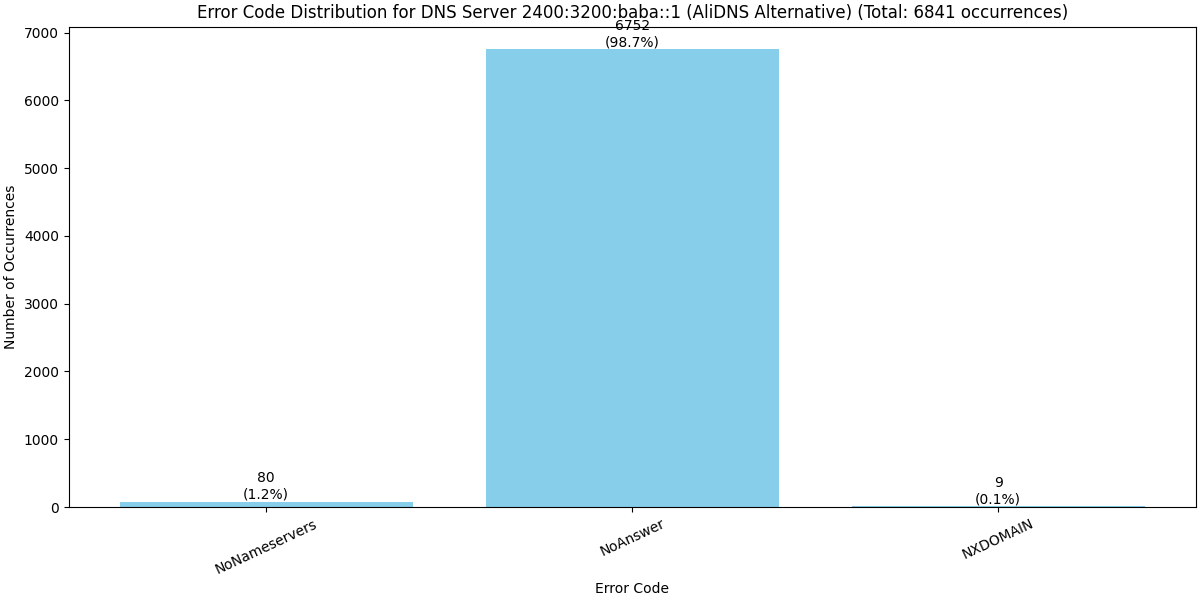 Error Code Distribution for DNS Server 2400:3200:baba::1 (AliDNS Alternative) (Total: 6841 occurrences)
Number of Occurrences
7000
6000
5000
4000
3000
2000
1000
0
80
(1.2%)
6752
(98.7%)
9
(0.1%)
NoNameservers
NoAnswer
NXDOMAIN
Error Code